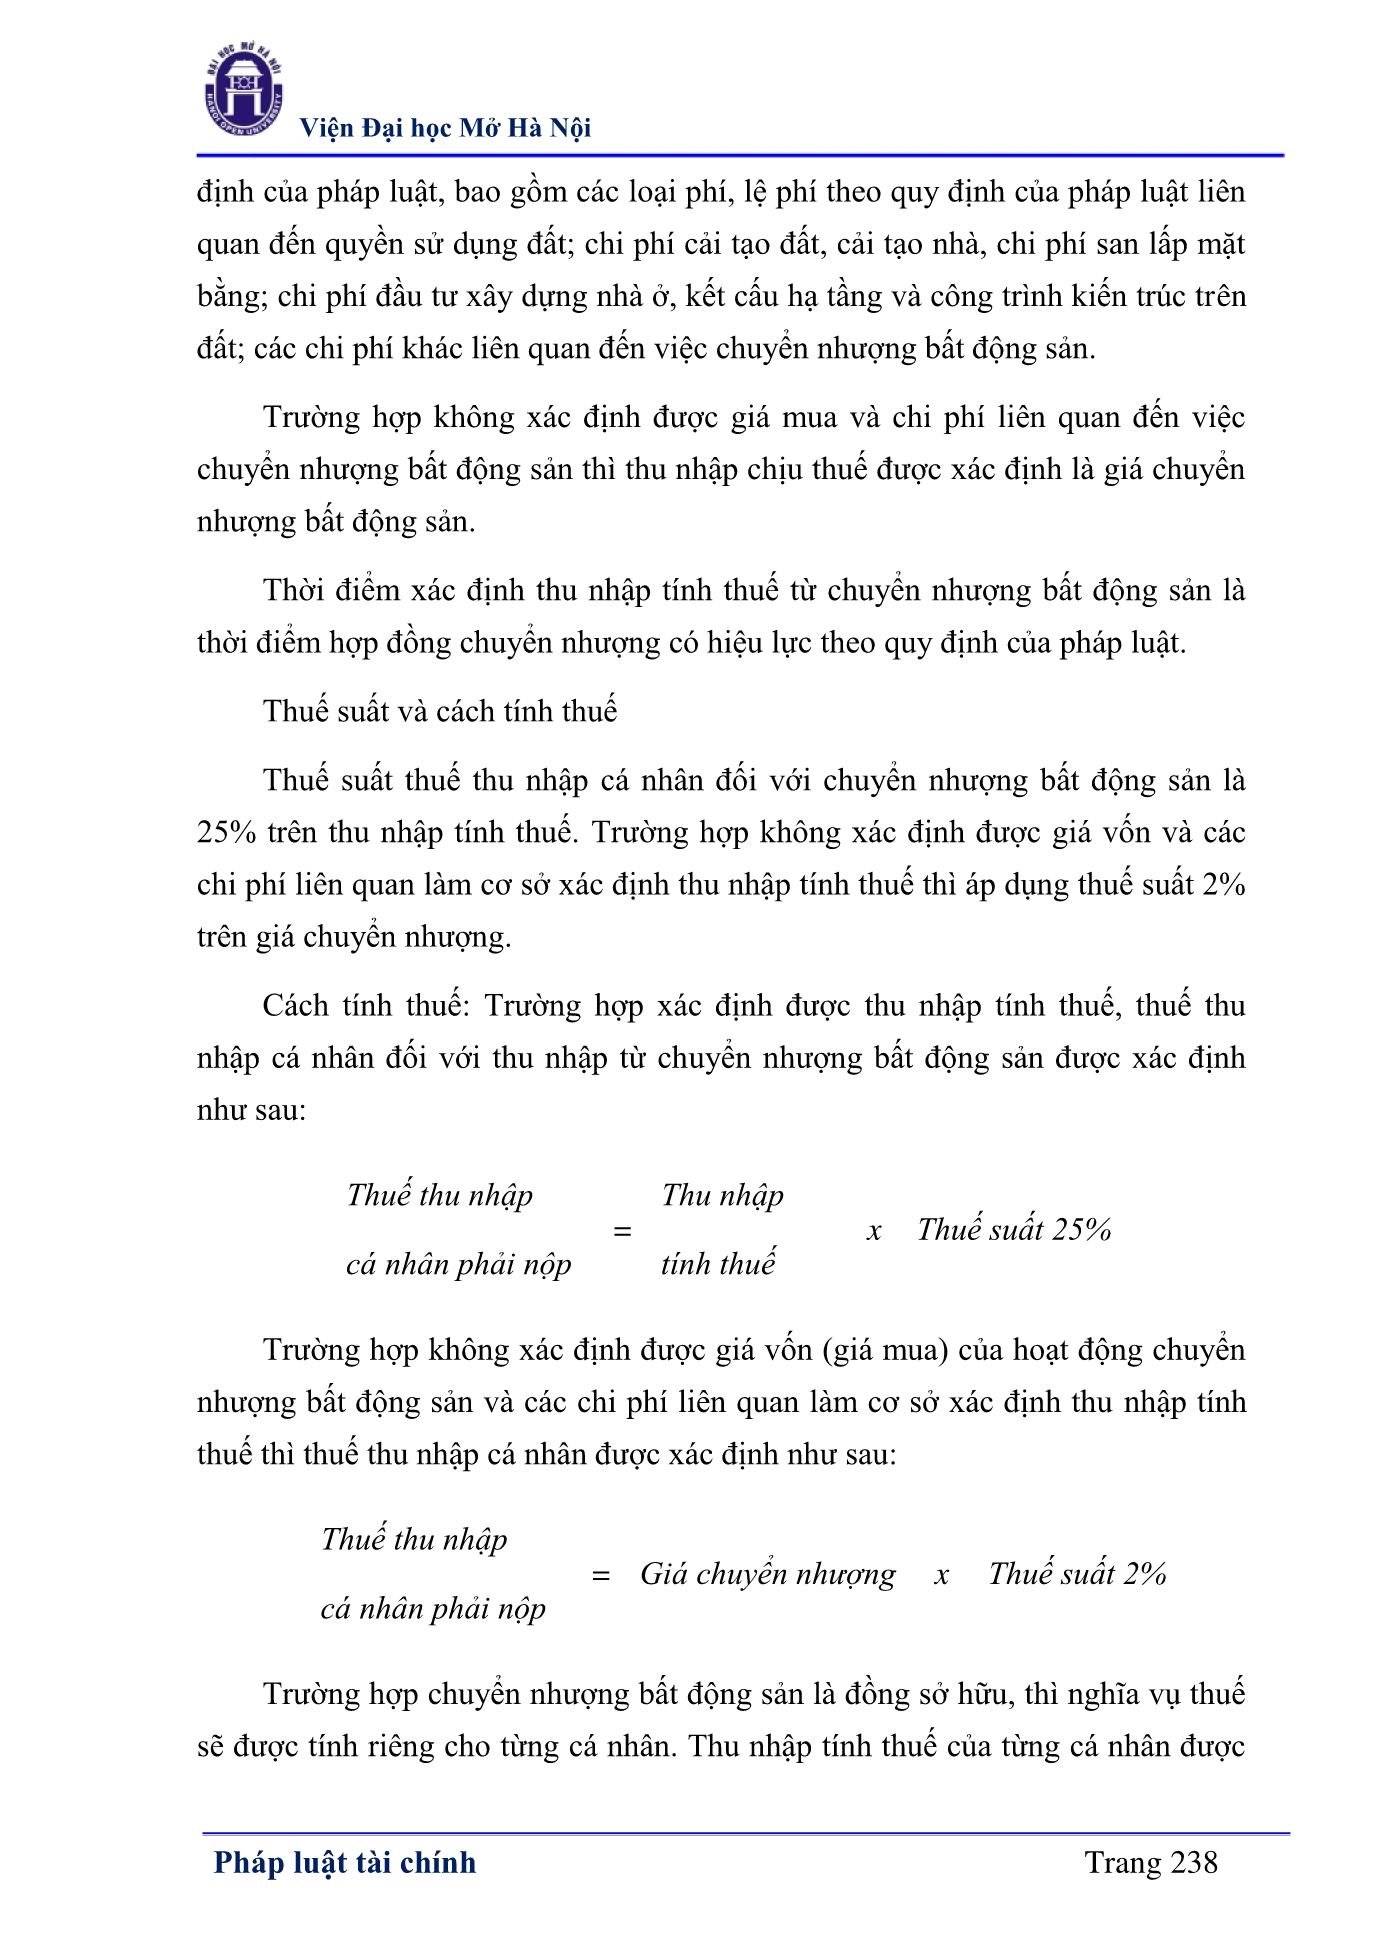 ĐẠI HỌC MỞ HÀ NỘI
HANOI OPEN UNIVERSITY
Viện Đại học Mở Hà Nội
định của pháp luật, bao gồm các loại phí, lệ phí theo quy định của pháp luật liên
quan đến quyền sử dụng đất; chi phí cải tạo đất, cải tạo nhà, chi phí san lấp mặt
bằng; chi phí đầu tư xây dựng nhà ở, kết cấu hạ tầng và công trình kiến trúc trên
đất; các chi phí khác liên quan đến việc chuyển nhượng bất động sản.
Trường hợp không xác định được giá mua và chi phí liên quan đến việc
chuyển nhượng bất động sản thì thu nhập chịu thuế được xác định là giá chuyển
nhượng bất động sản.
Thời điểm xác định thu nhập tính thuế từ chuyển nhượng bất động sản là
thời điểm hợp đồng chuyển nhượng có hiệu lực theo quy định của pháp luật.
Thuế suất và cách tính thuế
Thuế suất thuế thu nhập cá nhân đối với chuyển nhượng bất động sản là
25% trên thu nhập tính thuế. Trường hợp không xác định được giá vốn và các
chi phí liên quan làm cơ sở xác định thu nhập tính thuế thì áp dụng thuế suất 2%
trên giá chuyển nhượng.
Cách tính thuế: Trường hợp xác định được thu nhập tính thuế, thuế thu
nhập cá nhân đối với thu nhập từ chuyển nhượng bất động sản được xác định
như sau:
Thuế thu nhập Thu nhập
= x Thuế suất 25%
cá nhân phải nộp tính thuế
Trường hợp không xác định được giá vốn (giá mua) của hoạt động chuyển
nhượng bất động sản và các chi phí liên quan làm cơ sở xác định thu nhập tính
thuế thì thuế thu nhập cá nhân được xác định như sau:
Thuế thu nhập
= Giá chuyển nhượng x Thuế suất 2%
cá nhân phải nộp
Trường hợp chuyển nhượng bất động sản là đồng sở hữu, thì nghĩa vụ thuế
sẽ được tính riêng cho từng cá nhân. Thu nhập tính thuế của từng cá nhân được
Pháp luật tài chính Trang 238